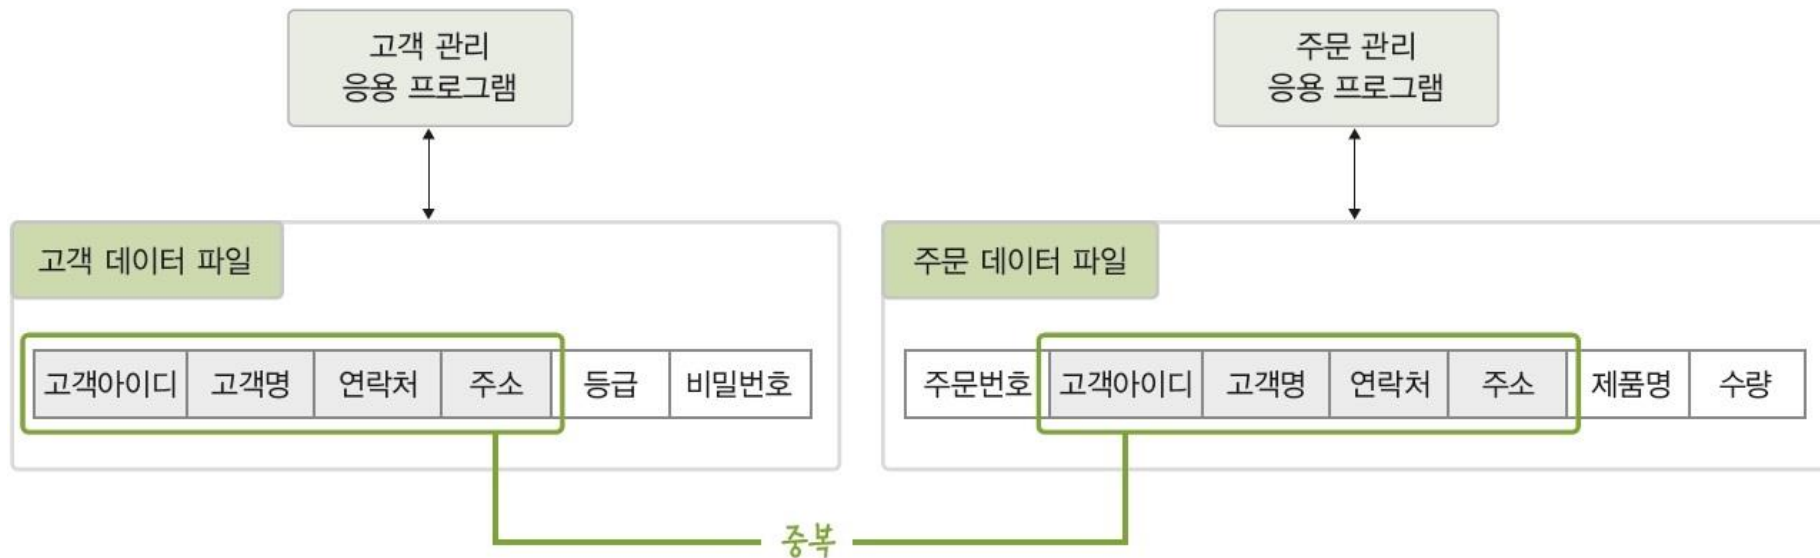 고객 관리
응용 프로그램
주문 관리
응용 프로그램
고객 데이터 파일
고객아이디 고객명 연락처 주소 등급 비밀번호
주문 데이터 파일
주문번호 고객아이디 고객명 연락처 주소 제품명 수량
중복